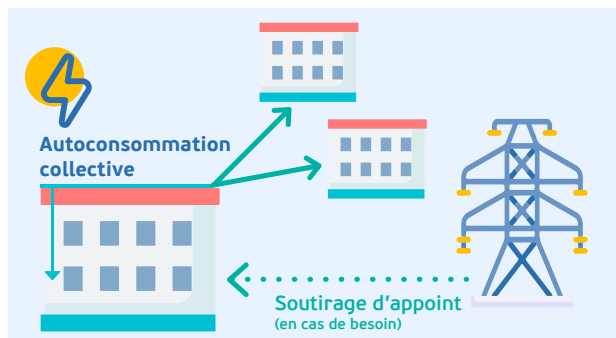 Autoconsommation
collective
Soutirage d'appoint
(en cas de besoin)